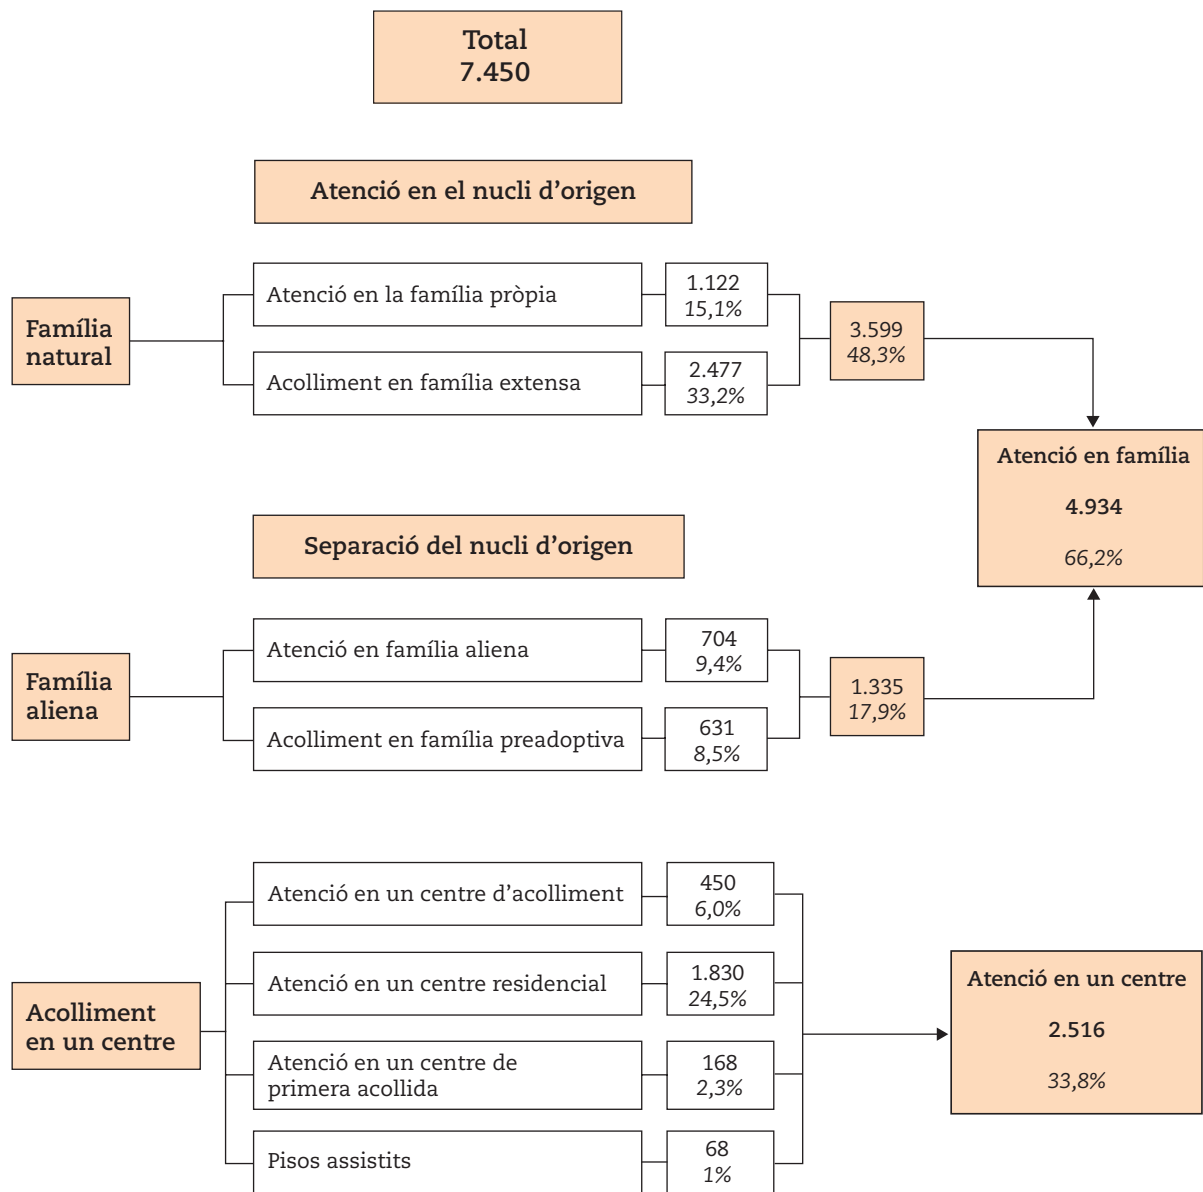 Total
7.450
Atenció en el nucli d’origen
Família
natural
Atenció en la família pròpia
1.122
15,1%
Acolliment en família extensa
2.477
33,2%
3.599
48,3%
Atenció en família
4.934
66,2%
Separació del nucli d’origen
Família
aliena
Atenció en família aliena
704
9,4%
Acolliment en família preadoptiva
631
8,5%
1.335
17,9%
Acolliment
en un centre
Atenció en un centre d’acolliment
450
6,0%
Atenció en un centre residencial
1.830
24,5%
Atenció en un centre de
primera acollida
168
2,3%
Pisos assistits
68
1%
Atenció en un centre
2.516
33,8%